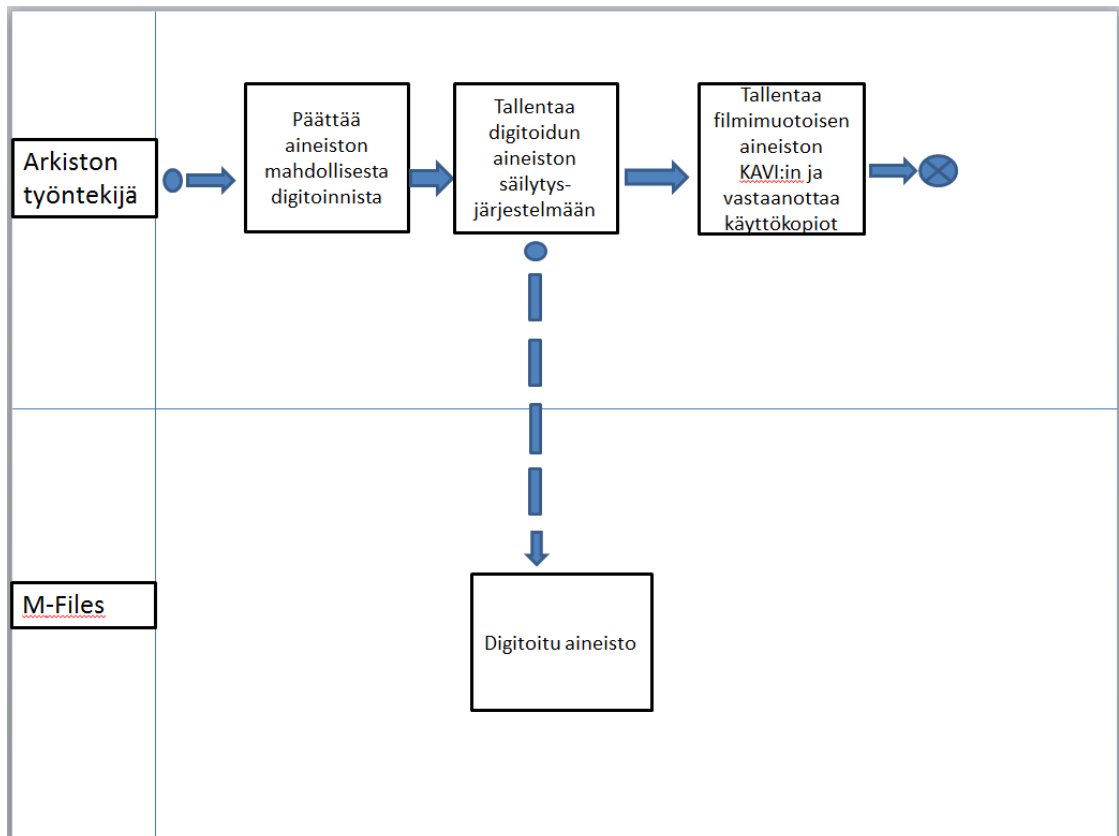 Arkiston
työntekijä
Päättää
aineiston
mahdollisesta
digitoinnista
Tallentaa
digitoidun
aineiston
säilytys-
järjestelmään
Tallentaa
filmimuotoisen
aineiston
KAVI:in ja
vastaanottaa
käyttökopiot
M-Files
Digitoitu aineisto